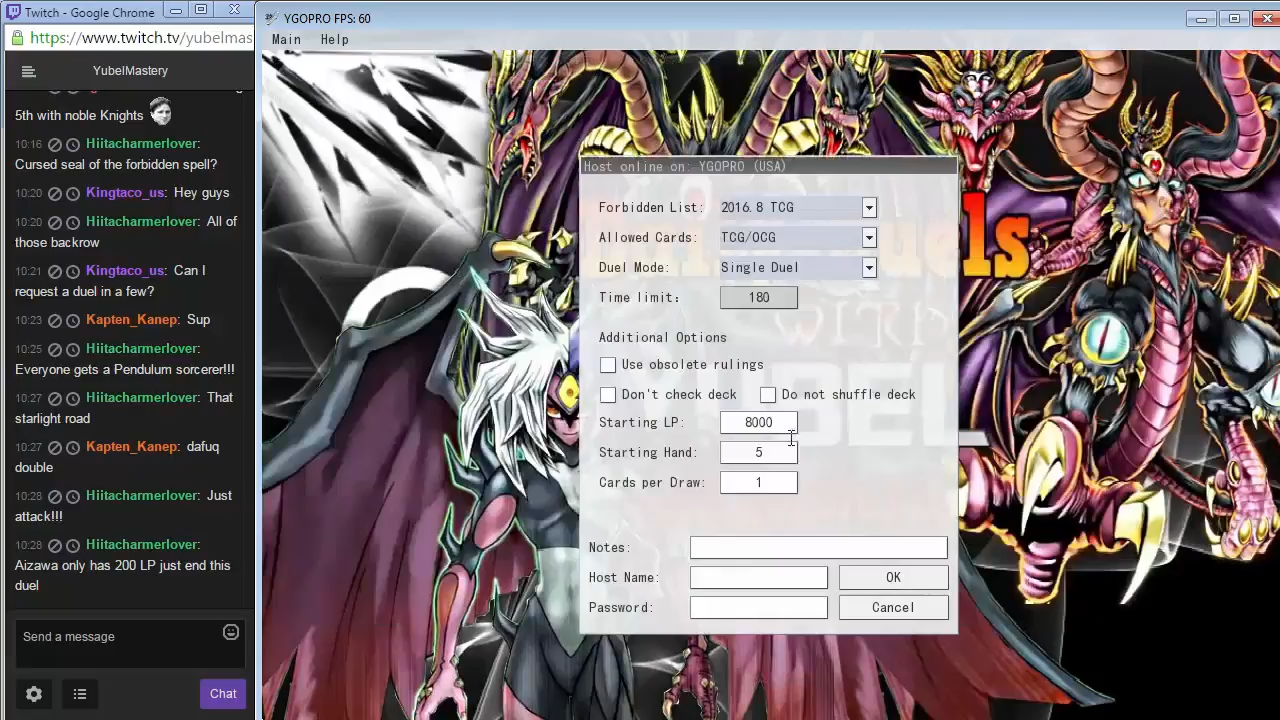 Twitch - Google Chrome
https://www.twitch.tv/yubelmas
YubelMastery
5th with noble Knights
10:16 Hiitacharmerlover:
Cursed seal of the forbidden spell?
10:20 Kingtaco_us: Hey guys
10:20 Hiitacharmerlover: All of
those backrow
10:21 Kingtaco_us: Can I
request a duel in a few?
10:23 Kapten_Kanep: Sup
10:25 Hiitacharmerlover:
Everyone gets a Pendulum sorcerer!!!
10:27 Hiitacharmerlover: That
starlight road
10:27 Kapten_Kanep: dafuq
double
10:28 Hiitacharmerlover: Just
attack!!!
10:28 Hiitacharmerlover:
Aizawa only has 200 LP just end this
duel
Send a message
Chat
YGOPRO FPS: 60
Main Help
Host online on: YGOPRO (USA)
Forbidden List: 2016.8 TCG
Allowed Cards: TCG/OCG
Duel Mode: Single Duel
Time limit: 180
Additional Options
Use obsolete rulings
Don't check deck Do not shuffle deck
Starting LP: 8000
Starting Hand: 5
Cards per Draw: 1
Notes:
Host Name: OK
Password: Cancel